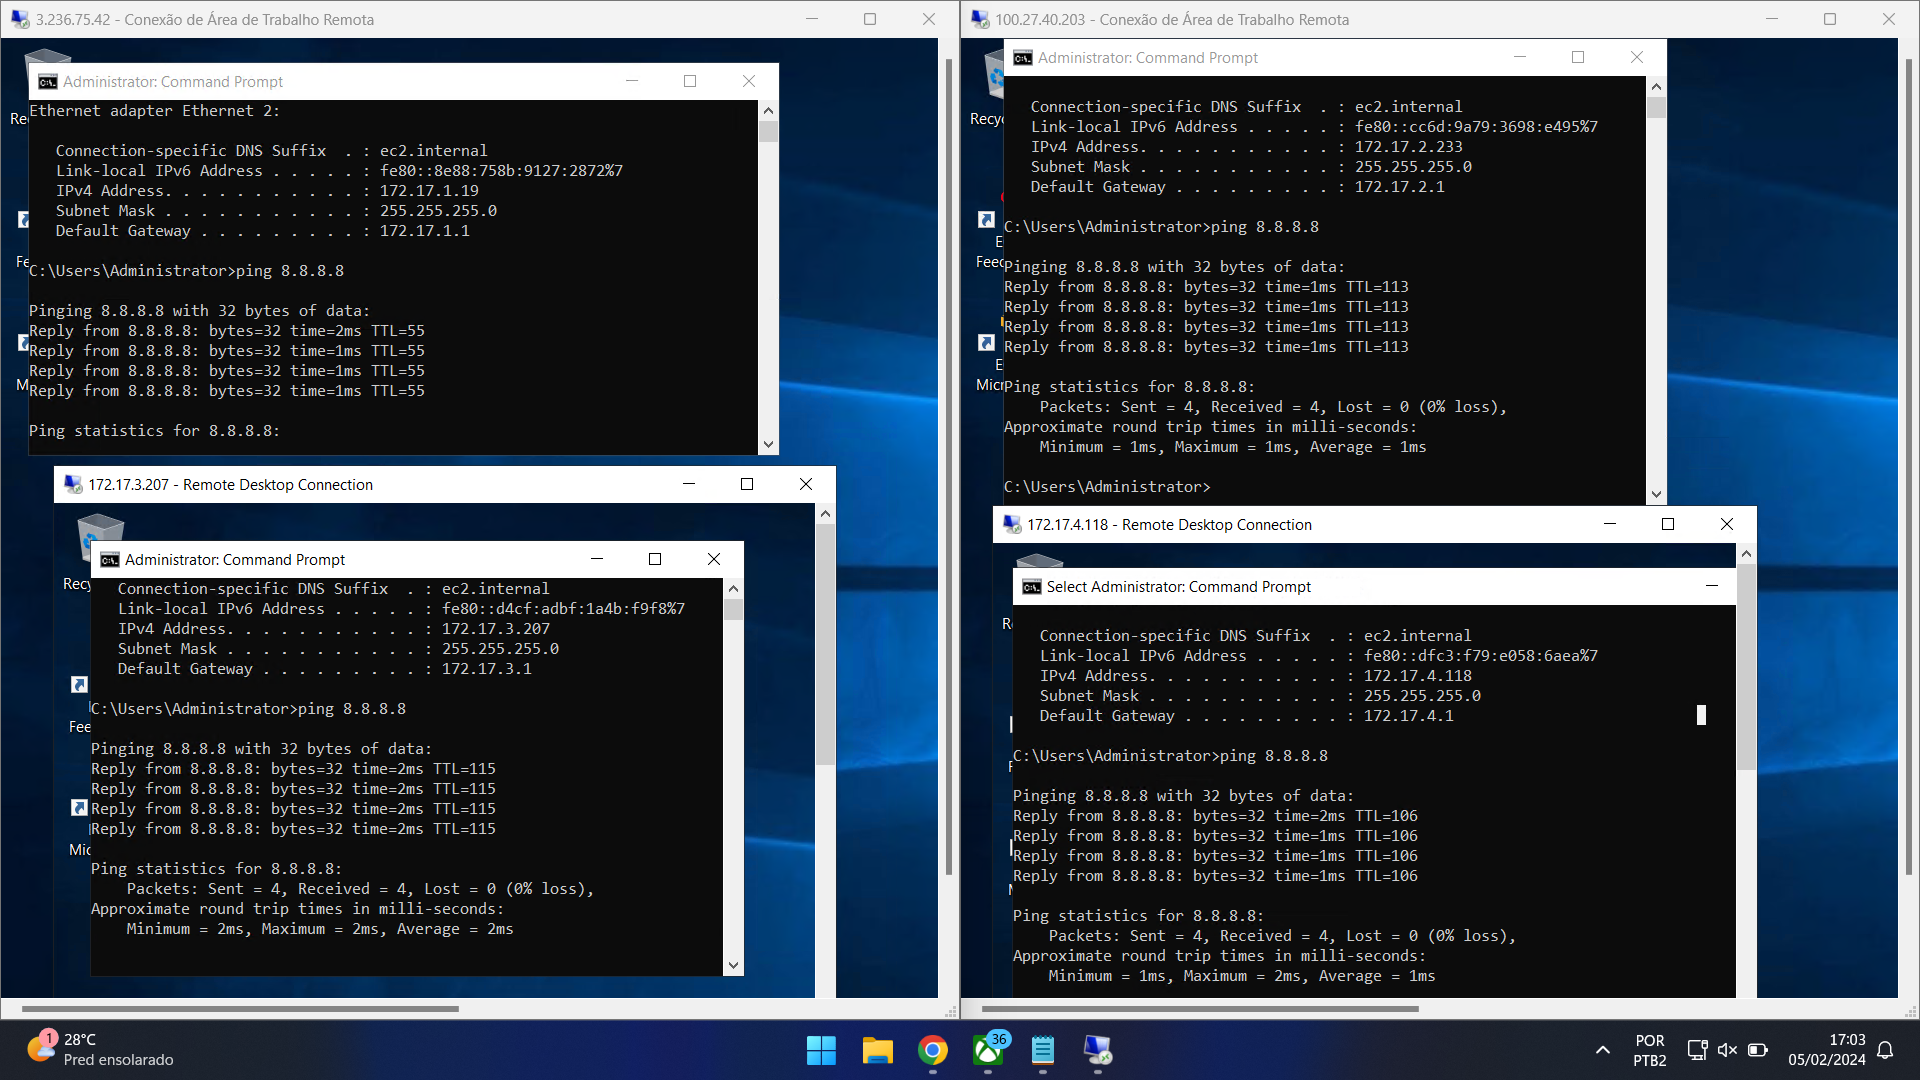 3.236.75.42 - Conexão de Área de Trabalho Remota
Administrator: Command Prompt
Ethernet adapter Ethernet 2:
Connection-specific DNS Suffix  . : ec2.internal
Link-local IPv6 Address . . . . . : fe80::8e88:758b:9127:2872%7
IPv4 Address. . . . . . . . . . . : 172.17.1.19
Subnet Mask . . . . . . . . . . . : 255.255.255.0
Default Gateway . . . . . . . . . : 172.17.1.1
C:\Users\Administrator>ping 8.8.8.8
Pinging 8.8.8.8 with 32 bytes of data:
Reply from 8.8.8.8: bytes=32 time=2ms TTL=55
Reply from 8.8.8.8: bytes=32 time=1ms TTL=55
Reply from 8.8.8.8: bytes=32 time=1ms TTL=55
Reply from 8.8.8.8: bytes=32 time=1ms TTL=55
Ping statistics for 8.8.8.8:
172.17.3.207 - Remote Desktop Connection
Administrator: Command Prompt
Connection-specific DNS Suffix  . : ec2.internal
Link-local IPv6 Address . . . . . : fe80::d4cf:adbf:1a4b:f9f8%7
IPv4 Address. . . . . . . . . . . : 172.17.3.207
Subnet Mask . . . . . . . . . . . : 255.255.255.0
Default Gateway . . . . . . . . . : 172.17.3.1
C:\Users\Administrator>ping 8.8.8.8
Pinging 8.8.8.8 with 32 bytes of data:
Reply from 8.8.8.8: bytes=32 time=2ms TTL=115
Reply from 8.8.8.8: bytes=32 time=2ms TTL=115
Reply from 8.8.8.8: bytes=32 time=2ms TTL=115
Reply from 8.8.8.8: bytes=32 time=2ms TTL=115
Ping statistics for 8.8.8.8:
Packets: Sent = 4, Received = 4, Lost = 0 (0% loss),
Approximate round trip times in milli-seconds:
Minimum = 2ms, Maximum = 2ms, Average = 2ms
100.27.40.203 - Conexão de Área de Trabalho Remota
Administrator: Command Prompt
Connection-specific DNS Suffix  . : ec2.internal
Link-local IPv6 Address . . . . . : fe80::cc6d:9a79:3698:e495%7
IPv4 Address. . . . . . . . . . . : 172.17.2.233
Subnet Mask . . . . . . . . . . . : 255.255.255.0
Default Gateway . . . . . . . . . : 172.17.2.1
C:\Users\Administrator>ping 8.8.8.8
Pinging 8.8.8.8 with 32 bytes of data:
Reply from 8.8.8.8: bytes=32 time=1ms TTL=113
Reply from 8.8.8.8: bytes=32 time=1ms TTL=113
Reply from 8.8.8.8: bytes=32 time=1ms TTL=113
Reply from 8.8.8.8: bytes=32 time=1ms TTL=113
Ping statistics for 8.8.8.8:
Packets: Sent = 4, Received = 4, Lost = 0 (0% loss),
Approximate round trip times in milli-seconds:
Minimum = 1ms, Maximum = 1ms, Average = 1ms
C:\Users\Administrator>
172.17.4.118 - Remote Desktop Connection
Select Administrator: Command Prompt
Connection-specific DNS Suffix  . : ec2.internal
Link-local IPv6 Address . . . . . : fe80::dfc3:f79:e058:6aea%7
IPv4 Address. . . . . . . . . . . : 172.17.4.118
Subnet Mask . . . . . . . . . . . : 255.255.255.0
Default Gateway . . . . . . . . . : 172.17.4.1
C:\Users\Administrator>ping 8.8.8.8
Pinging 8.8.8.8 with 32 bytes of data:
Reply from 8.8.8.8: bytes=32 time=2ms TTL=106
Reply from 8.8.8.8: bytes=32 time=1ms TTL=106
Reply from 8.8.8.8: bytes=32 time=1ms TTL=106
Reply from 8.8.8.8: bytes=32 time=1ms TTL=106
Ping statistics for 8.8.8.8:
Packets: Sent = 4, Received = 4, Lost = 0 (0% loss),
Approximate round trip times in milli-seconds:
Minimum = 1ms, Maximum = 2ms, Average = 1ms
1
28°C
Pred ensolarado
36
POR
PTB2
17:03
05/02/2024